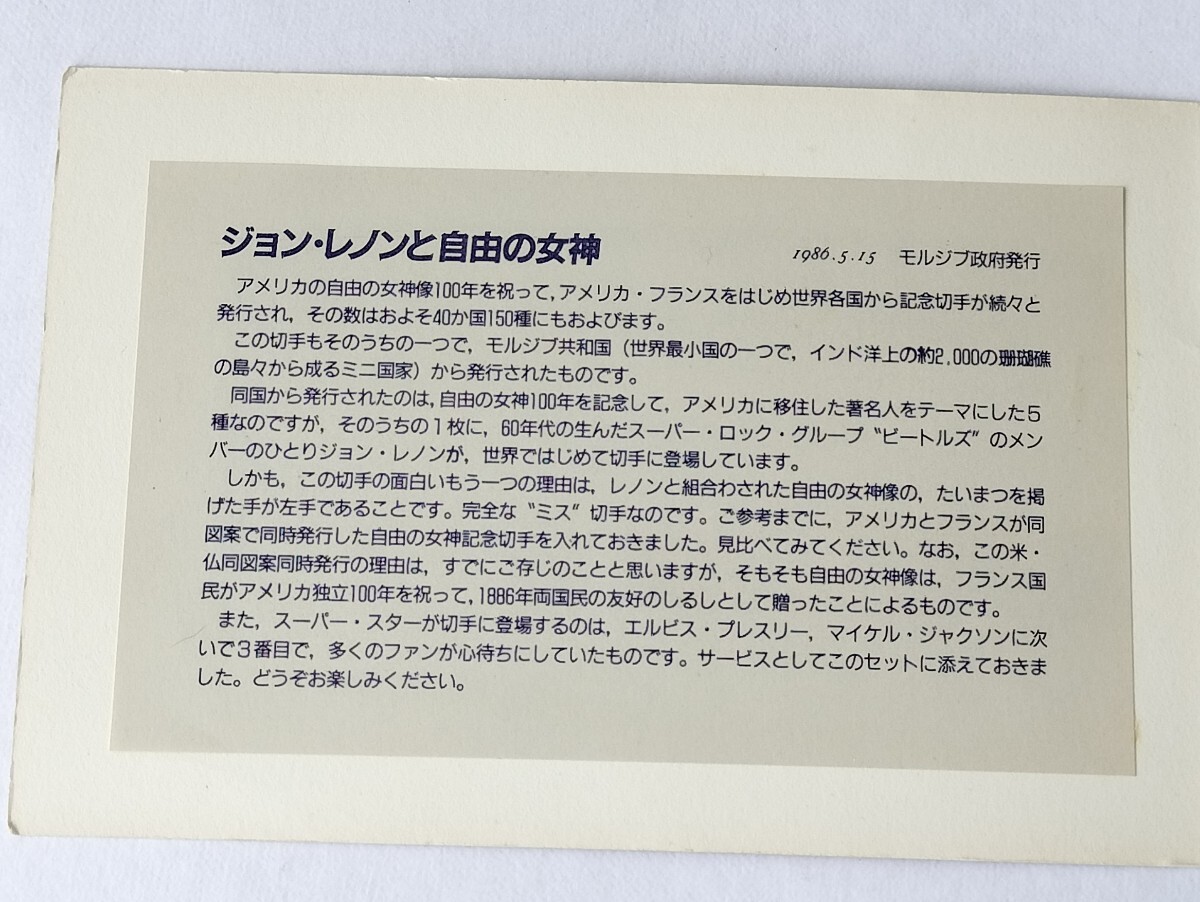 ジョン・レノンと自由の女神
1986.5.15 モルジブ政府発行
アメリカの自由の女神像100年を祝って,アメリカ・フランスをはじめ世界各国から記念切手が続々と
発行され,その数はおよそ40か国150種にもおよびます。
この切手もそのうちの一つで,モルジブ共和国(世界最小国の一つで,インド洋上の約2,000の珊瑚礁
の島々から成るミニ国家)から発行されたものです。
同国から発行されたのは,自由の女神100年を記念して,アメリカに移住した著名人をテーマにした5
種なのですが,そのうちの1枚に,60年代の生んだスーパー・ロック・グループ〝ビートルズ〟のメン
バーのひとりジョン・レノンが,世界ではじめて切手に登場しています。
しかも,この切手の面白いもう一つの理由は,レノンと組合わされた自由の女神像の,たいまつを掲
げた手が左手であることです。完全な〝ミス〟切手なのです。ご参考までに,アメリカとフランスが同
図案で同時発行した自由の女神記念切手を入れておきました。見比べてみてください。なお,この米・
仏同図案同時発行の理由は,すでにご存じのことと思いますが,そもそも自由の女神像は,フランス国
民がアメリカ独立100年を祝って,1886年両国民の友好のしるしとして贈ったことによるものです。
また,スーパー・スターが切手に登場するのは,エルビス・プレスリー,マイケル・ジャクソンに次
いで3番目で,多くのファンが心待ちにしていたものです。サービスとしてこのセットに添えておきま
した。どうぞお楽しみください。